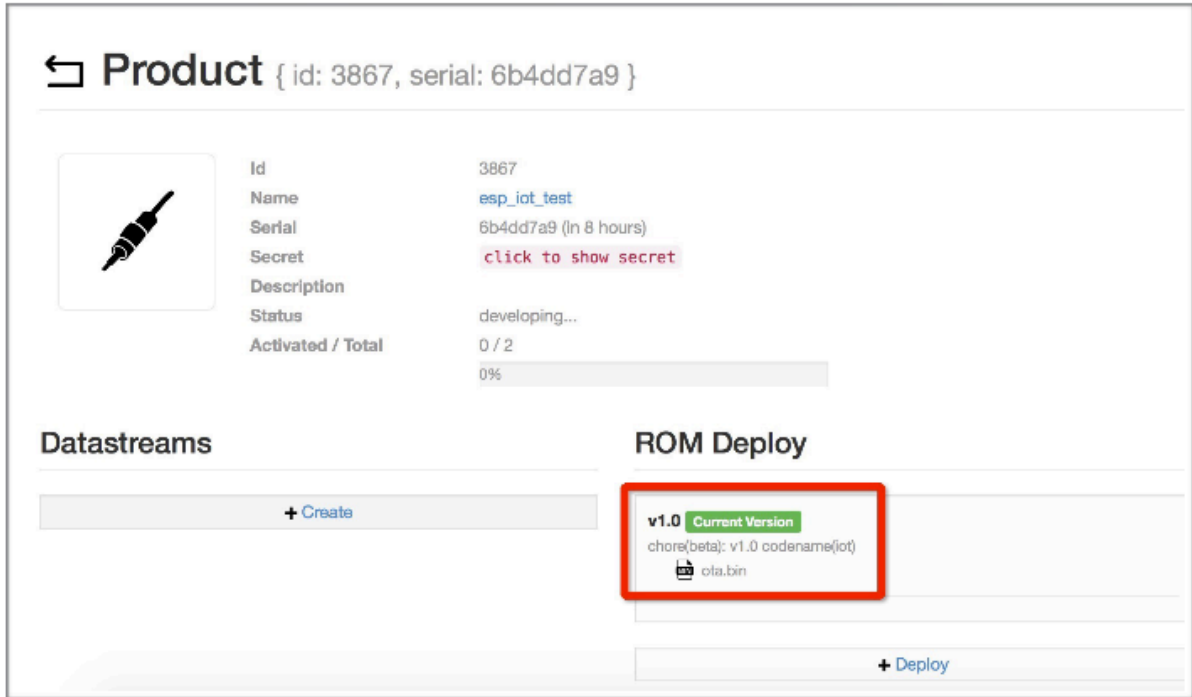 Product { id: 3867, serial: 6b4dd7a9 }
Id 3867
Name esp_iot_test
Serial 6b4dd7a9 (in 8 hours)
Secret click to show secret
Description
Status developing...
Activated / Total 0 / 2
0%
Datastreams
+ Create
ROM Deploy
v1.0 Current Version
chore(beta): v1.0 codename(iot)
ota.bin
+ Deploy